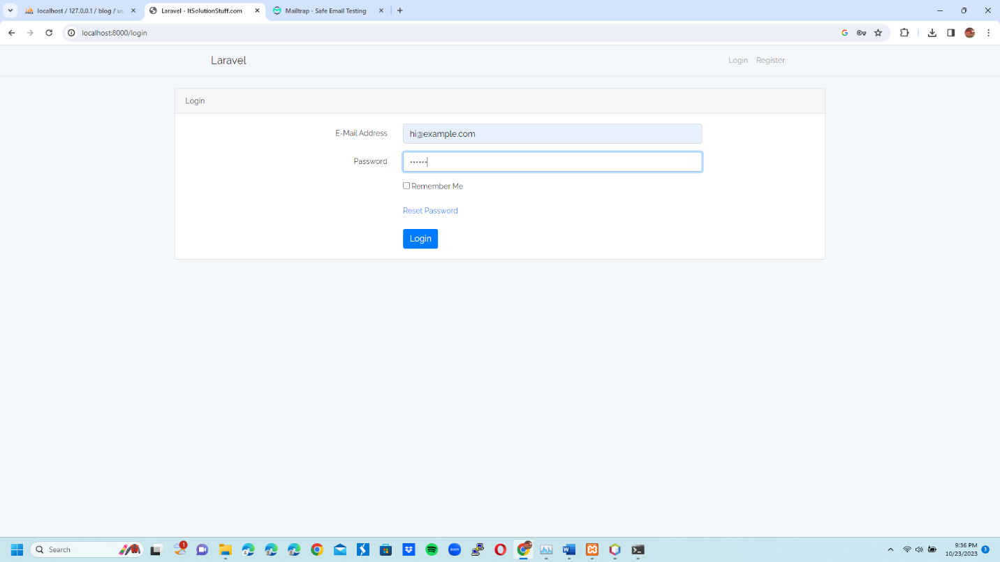 localhost / 127.0.0.1 / blog / us
Laravel - ItSolutionStuff.com
Mailtrap - Safe Email Testing
localhost:8000/login
Laravel
Login Register
Login
E-Mail Address
hi@example.com
Password
••••••
Remember Me
Reset Password
Login
Search
1
zoom
W
9:36 PM
10/23/2023
3